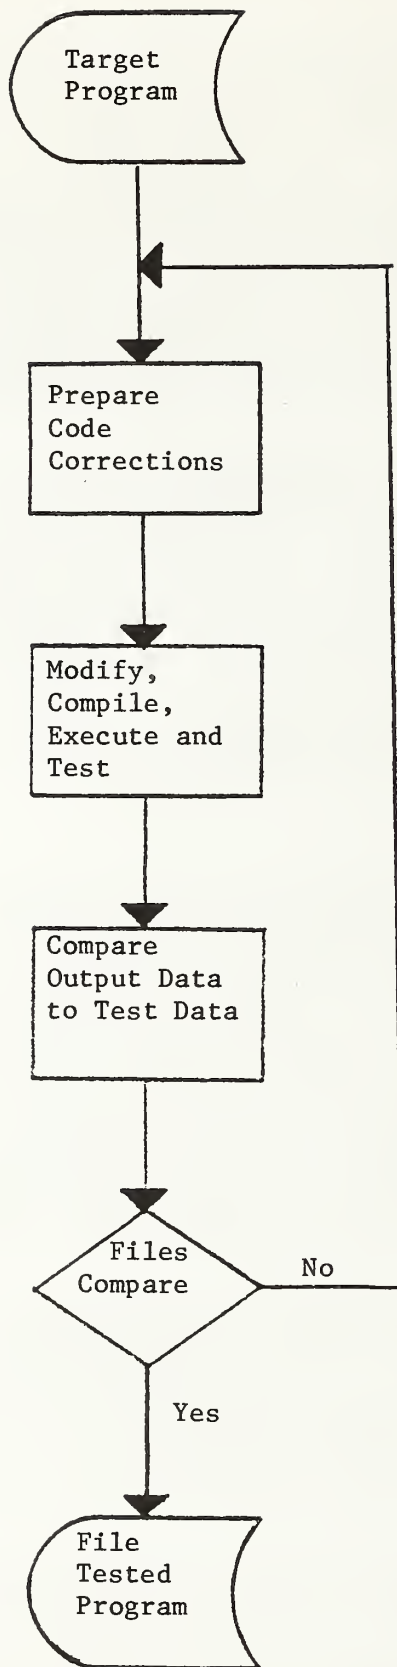 Target
Program
Prepare
Code
Corrections
Modify,
Compile,
Execute and
Test
Compare
Output Data
to Test Data
Files
Compare
No
Yes
File
Tested
Program